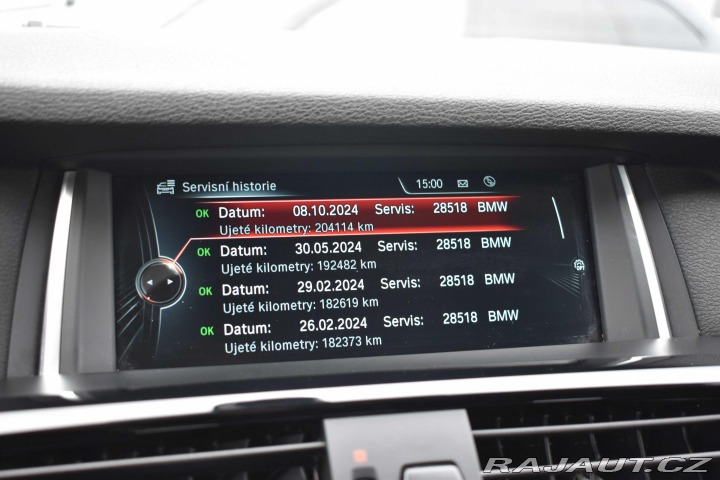 Servisní historie 15:00
OK Datum: 08.10.2024 Servis: 28518 BMW
Ujeté kilometry: 204114 km
OK Datum: 30.05.2024 Servis: 28518 BMW
Ujeté kilometry: 192482 km
OK Datum: 29.02.2024 Servis: 28518 BMW
Ujeté kilometry: 182619 km
OK Datum: 26.02.2024 Servis: 28518 BMW
Ujeté kilometry: 182373 km
RAJAUT.CZ